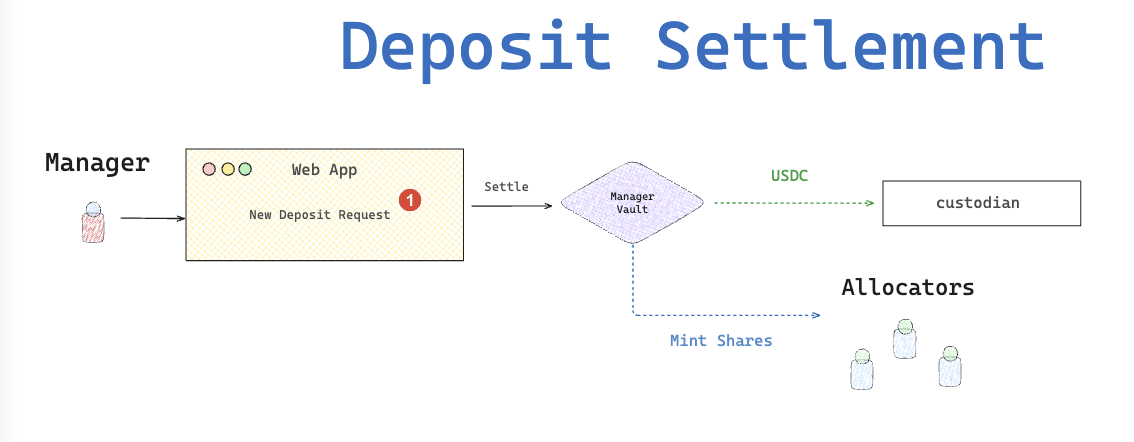 Deposit Settlement
Manager
Web App
New Deposit Request
1
Settle
Manager
Vault
USDC
custodian
Allocators
Mint Shares